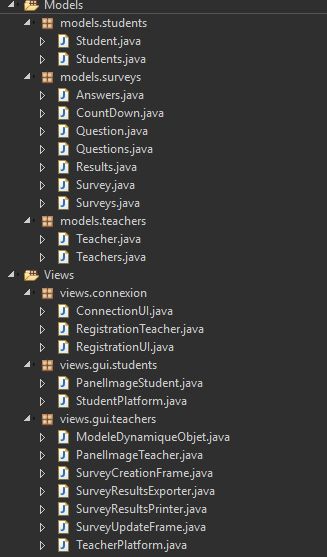 Models
models.students
Student.java
Students.java
models.surveys
Answers.java
CountDown.java
Question.java
Questions.java
Results.java
Survey.java
Surveys.java
models.teachers
Teacher.java
Teachers.java
Views
views.connexion
ConnectionUI.java
RegistrationTeacher.java
RegistrationUI.java
views.gui.students
PanelImageStudent.java
StudentPlatform.java
views.gui.teachers
ModeleDynamiqueObjet.java
PanelImageTeacher.java
SurveyCreationFrame.java
SurveyResultsExporter.java
SurveyResultsPrinter.java
SurveyUpdateFrame.java
TeacherPlatform.java